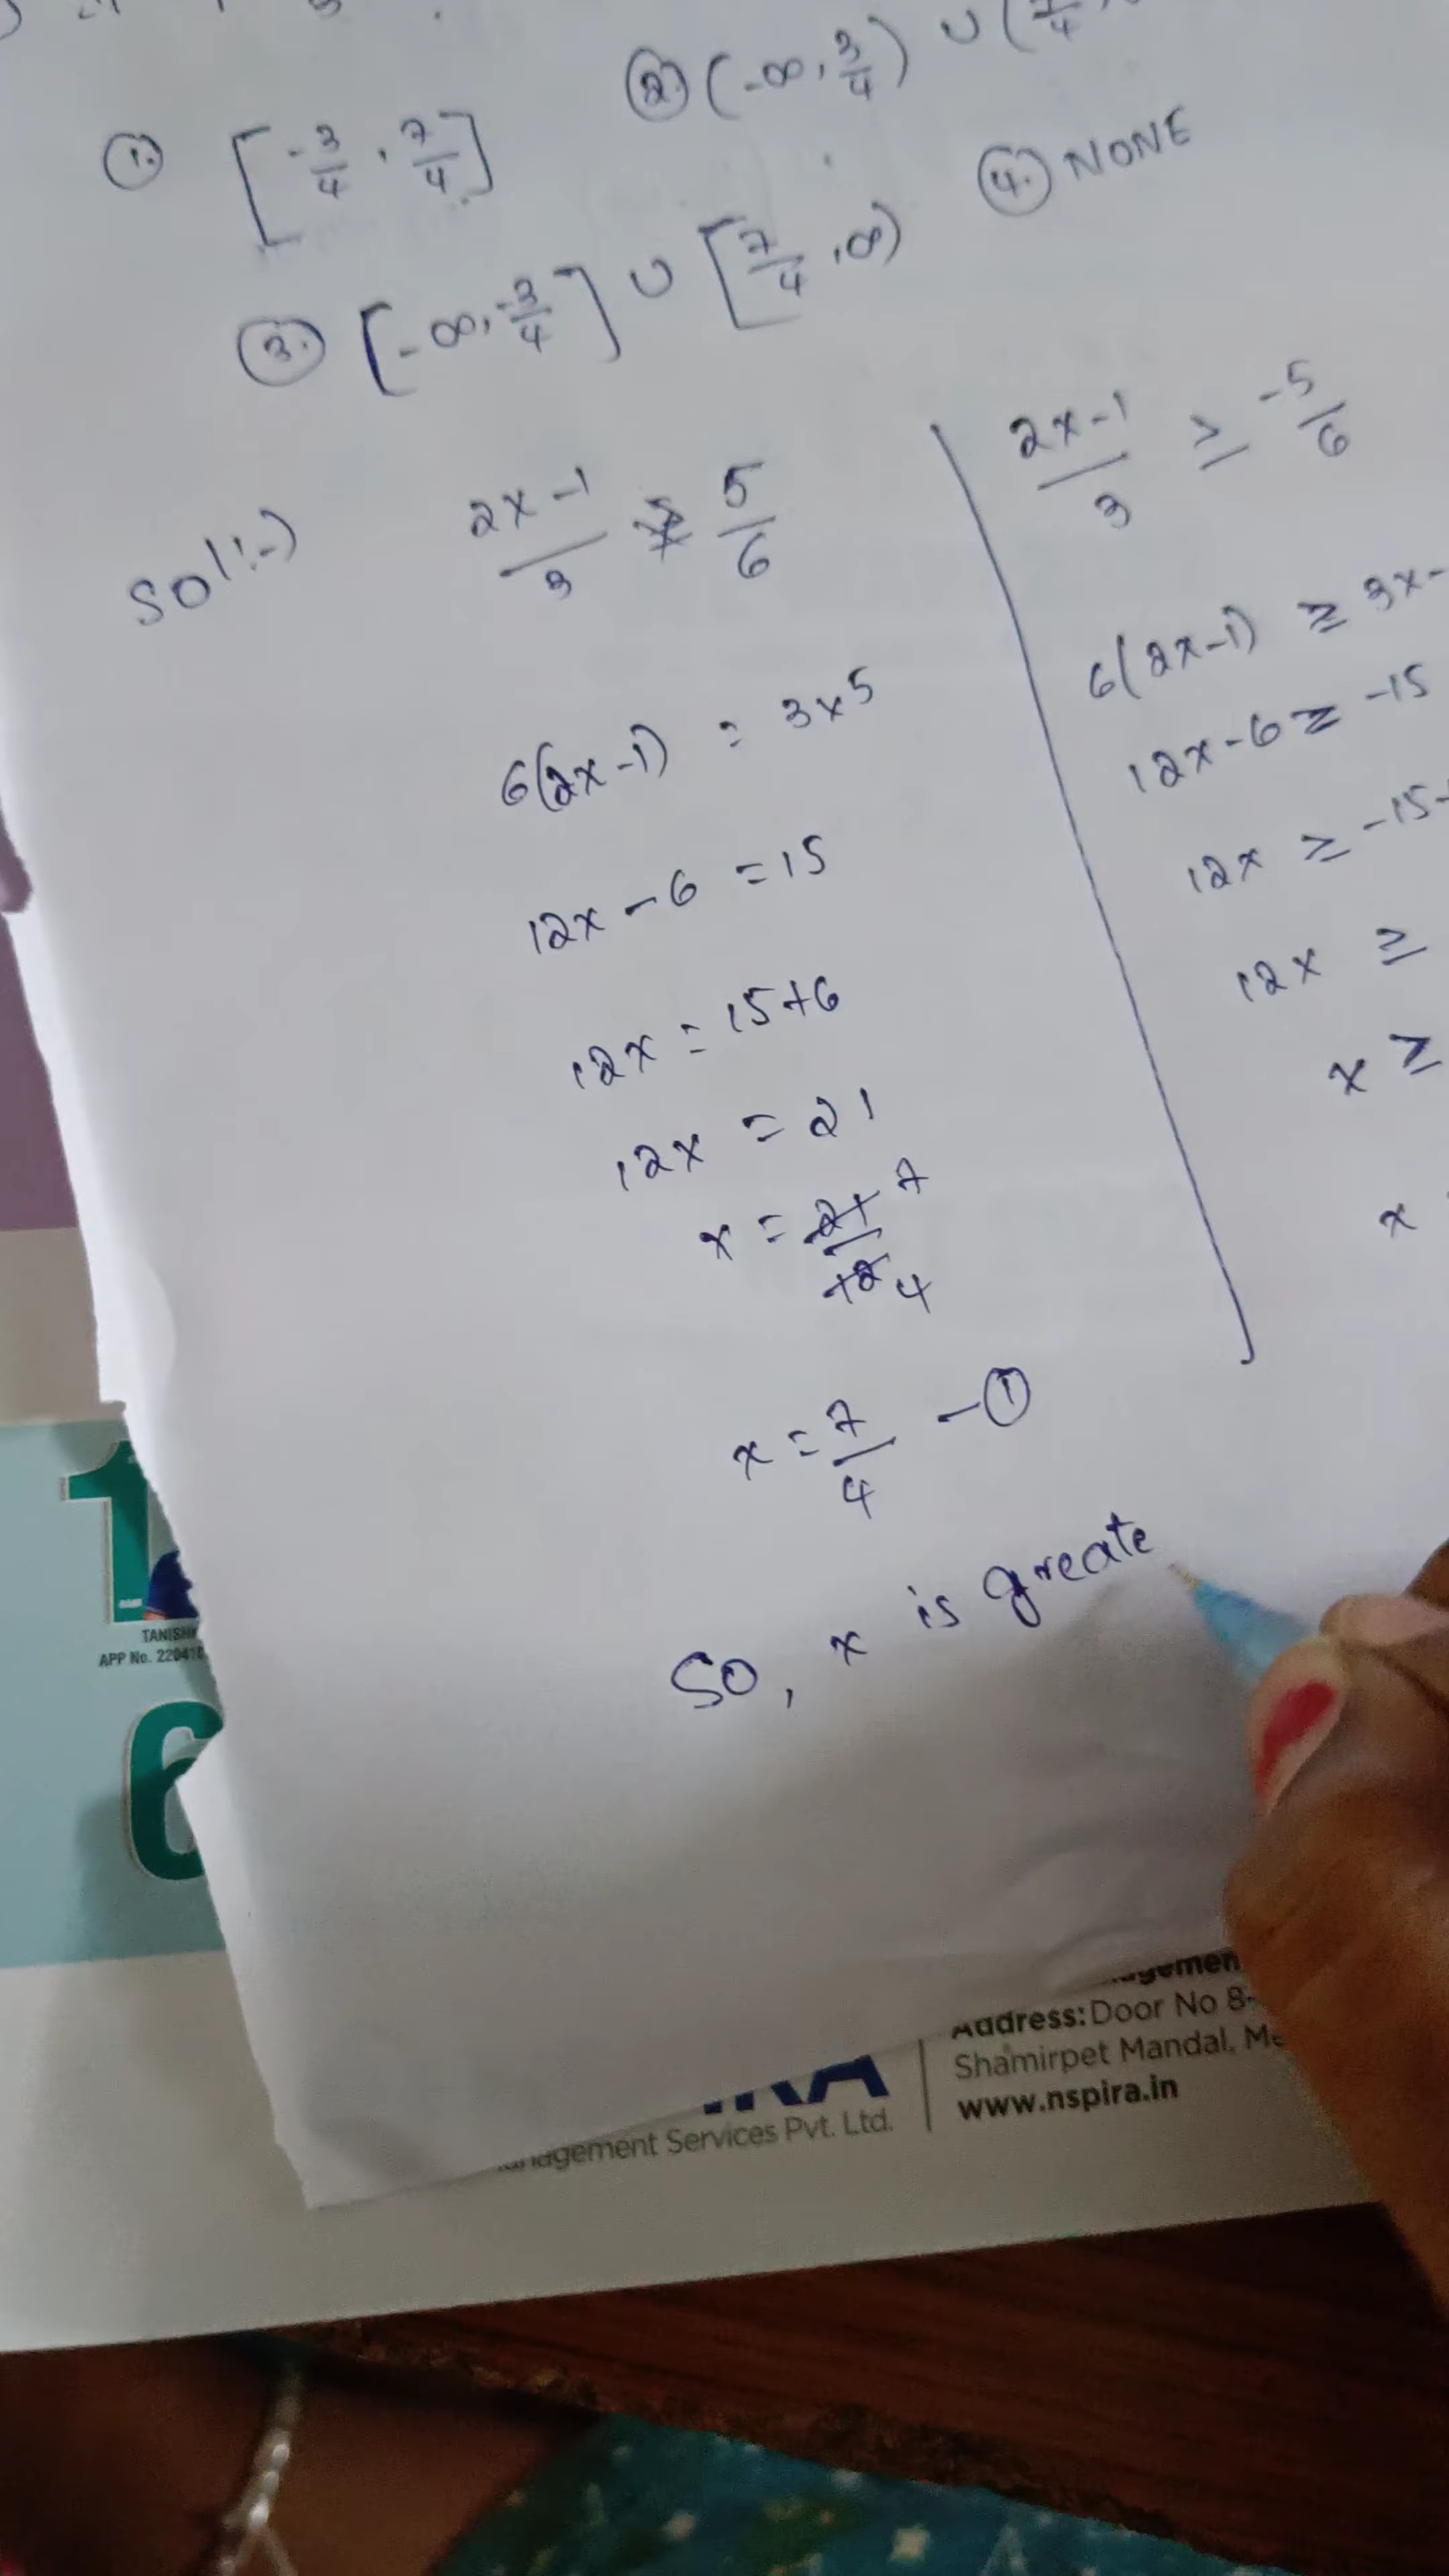 ② (-∞, 3/4) ∪ (7/4,
① [-3/4, 7/4]
④ NONE
③ [-∞, -3/4] ∪ [7/4, ∞)
Sol:-) (2x-1)/3 ≥ 5/6
6(2x-1) = 3x5
12x - 6 = 15
12x = 15+6
12x = 21
x = 21/12 7/4
x = 7/4 - ①
So, x is greate
(2x-1)/3 ≥ -5/6
6(2x-1) ≥ 3x-
12x-6 ≥ -15
12x ≥ -15
12x ≥
x ≥
x
1
TANISH
APP No. 22041
6
Management Services Pvt. Ltd.
Address: Door No 8-
Shamirpet Mandal, Me
www.nspira.in